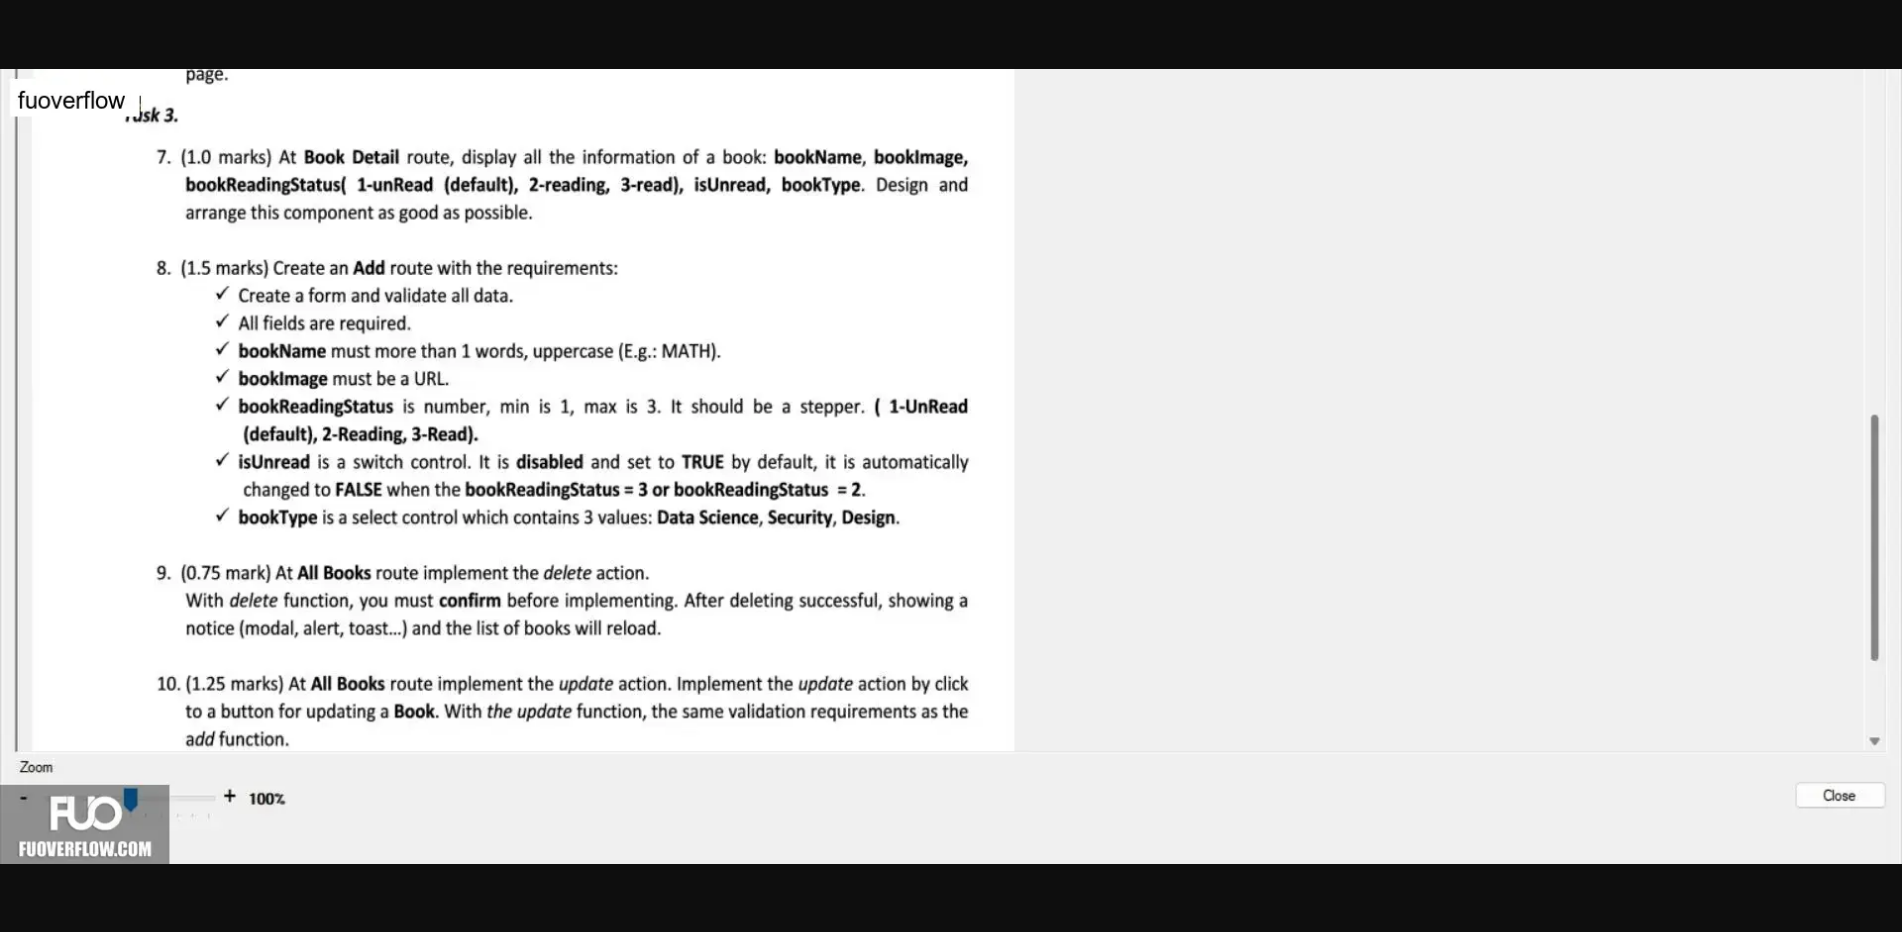 page.
fuoverflow
Task 3.
7. (1.0 marks) At Book Detail route, display all the information of a book: bookName, bookImage,
bookReadingStatus( 1-unRead (default), 2-reading, 3-read), isUnread, bookType. Design and
arrange this component as good as possible.
8. (1.5 marks) Create an Add route with the requirements:
✓ Create a form and validate all data.
✓ All fields are required.
✓ bookName must more than 1 words, uppercase (E.g.: MATH).
✓ bookImage must be a URL.
✓ bookReadingStatus is number, min is 1, max is 3. It should be a stepper. ( 1-UnRead
(default), 2-Reading, 3-Read).
✓ isUnread is a switch control. It is disabled and set to TRUE by default, it is automatically
changed to FALSE when the bookReadingStatus = 3 or bookReadingStatus = 2.
✓ bookType is a select control which contains 3 values: Data Science, Security, Design.
9. (0.75 mark) At All Books route implement the delete action.
With delete function, you must confirm before implementing. After deleting successful, showing a
notice (modal, alert, toast...) and the list of books will reload.
10. (1.25 marks) At All Books route implement the update action. Implement the update action by click
to a button for updating a Book. With the update function, the same validation requirements as the
add function.
Zoom
- + 100%
Close
FUO
FUOVERFLOW.COM